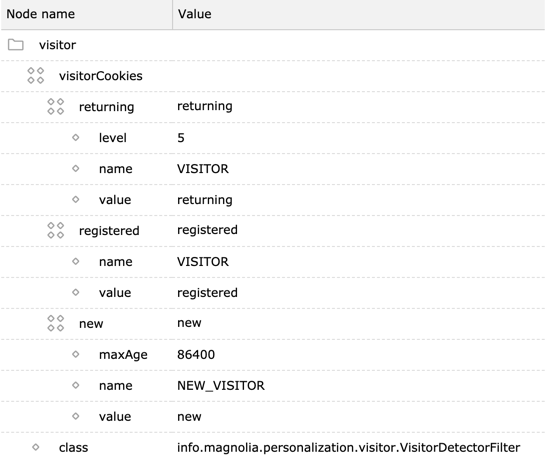 Node name Value
visitor
visitorCookies
returning returning
level 5
name VISITOR
value returning
registered registered
name VISITOR
value registered
new new
maxAge 86400
name NEW_VISITOR
value new
class info.magnolia.personalization.visitor.VisitorDetectorFilter